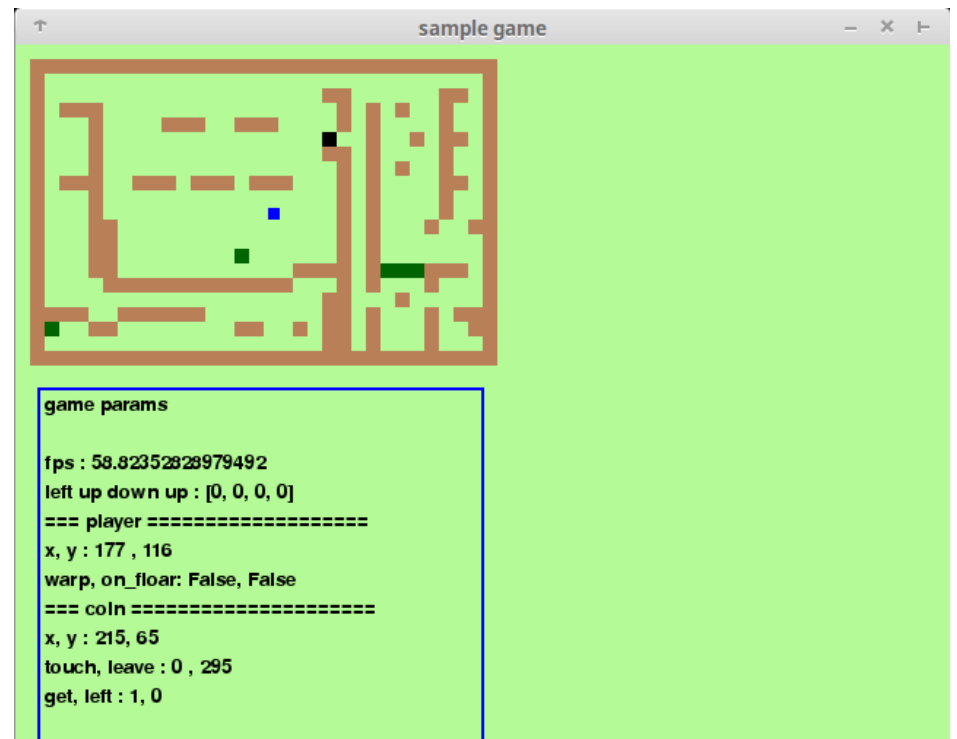 sample game
game params
fps : 58.82352828979492
left up down up : [0, 0, 0, 0]
=== player ===================
x, y : 177 , 116
warp, on_floar: False, False
=== coin =====================
x, y : 215, 65
touch, leave : 0 , 295
get, left : 1, 0